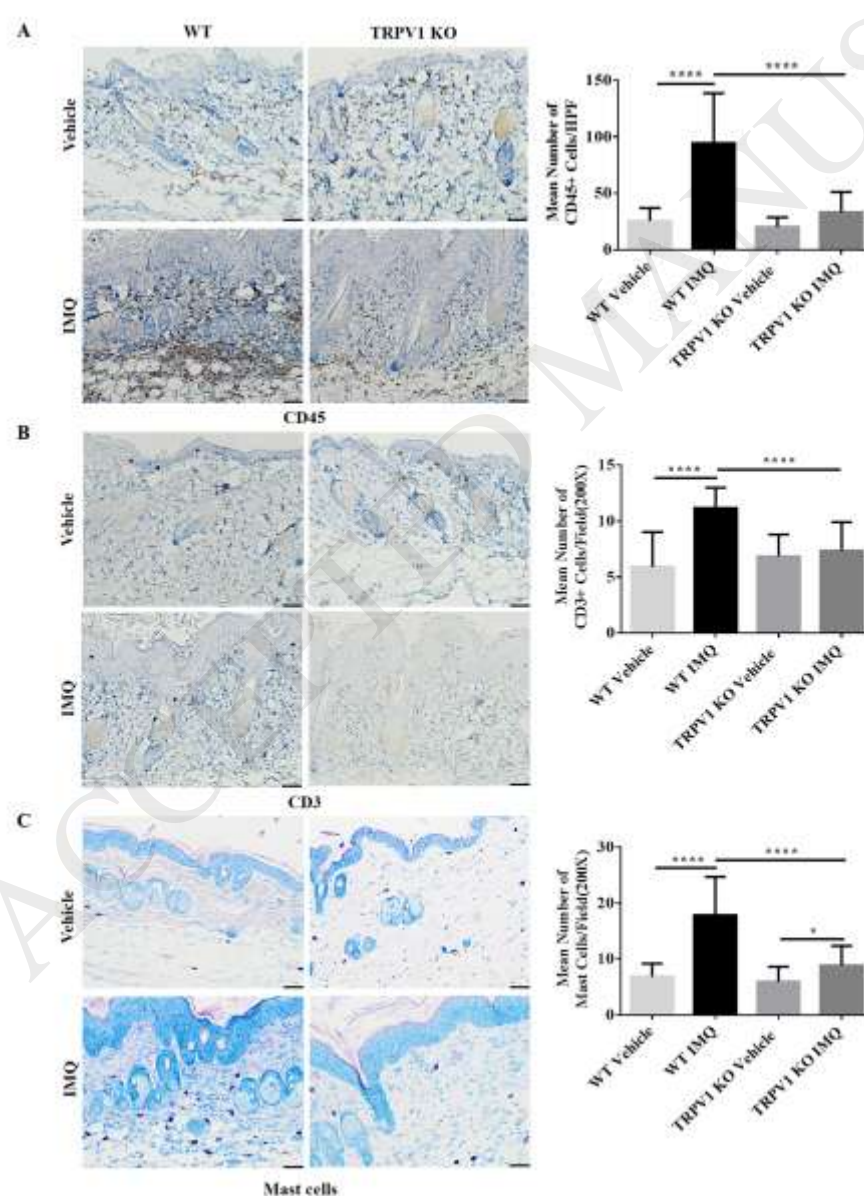 A
WT
TRPV1 KO
Vehicle
IMQ
CD45
Mean Number of
CD45+ Cells/HPF
150
100
50
0
****
****
WT Vehicle
WT IMQ
TRPV1 KO Vehicle
TRPV1 KO IMQ
B
Vehicle
IMQ
CD3
Mean Number of
CD3+ Cells/Field(200X)
15
10
5
0
****
****
WT Vehicle
WT IMQ
TRPV1 KO Vehicle
TRPV1 KO IMQ
C
Vehicle
IMQ
Mast cells
Mean Number of
Mast Cells/Field(200X)
30
20
10
0
****
****
*
WT Vehicle
WT IMQ
TRPV1 KO Vehicle
TRPV1 KO IMQ
ACCEPTED MANUS